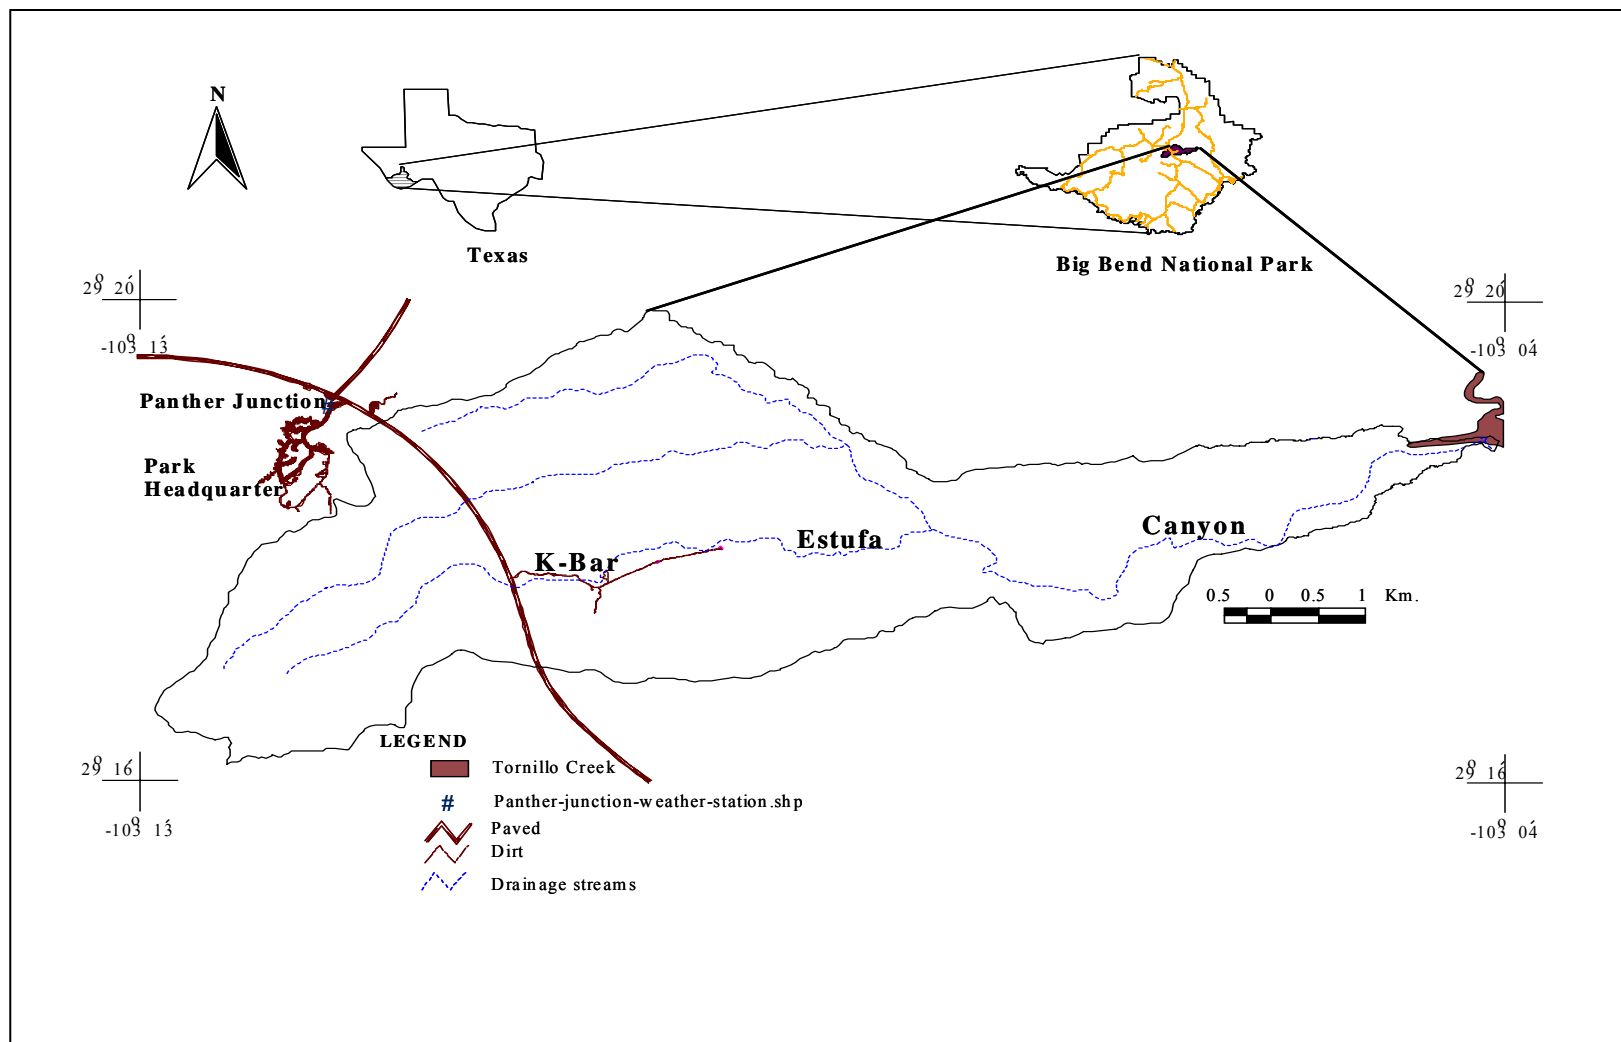 N
Texas
Big Bend National Park
29° 20´
-103° 13´
29° 20´
-103° 04´
Panther Junction
#
Park
Headquarter
K-Bar
Estufa
Canyon
0.5 0 0.5 1 Km.
LEGEND
Tornillo Creek
# Panther-junction-weather-station.shp
Paved
Dirt
Drainage streams
29° 16´
-103° 13´
29° 16´
-103° 04´